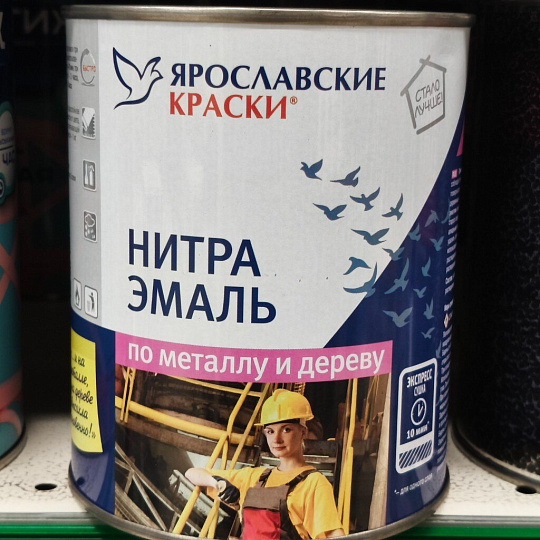 ЯРОСЛАВСКИЕ
КРАСКИ®
СТАЛО
ЛУЧШЕ!
НИТРА
ЭМАЛЬ
по металлу и дереву
ЭКСПРЕСС
СУШКА
10 мин*